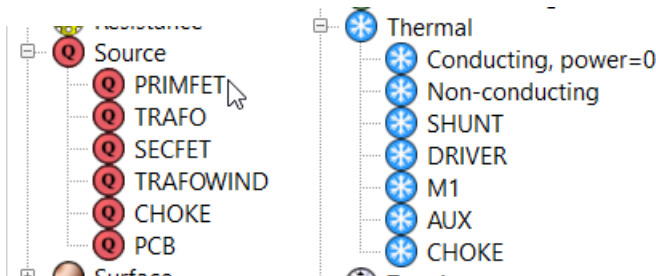 Source
PRIMFET
TRAFO
SECFET
TRAFOWIND
CHOKE
PCB
Thermal
Conducting, power=0
Non-conducting
SHUNT
DRIVER
M1
AUX
CHOKE